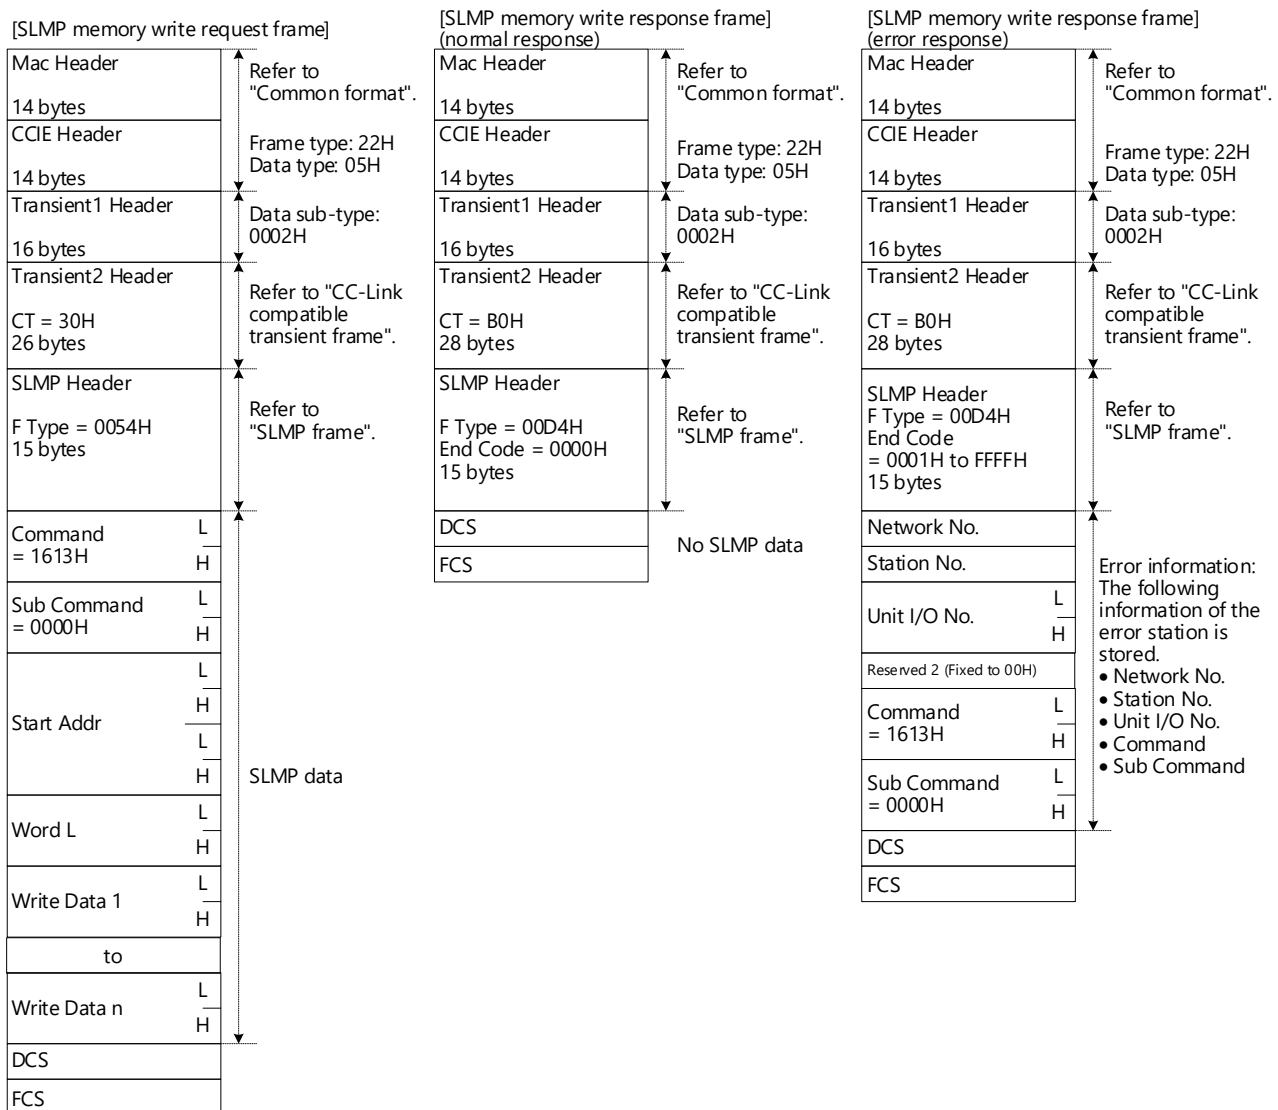 [SLMP memory write request frame]
Mac Header
14 bytes
CCIE Header
14 bytes
Refer to
"Common format".
Frame type: 22H
Data type: 05H
Transient1 Header
16 bytes
Data sub-type:
0002H
Transient2 Header
CT = 30H
26 bytes
Refer to "CC-Link
compatible
transient frame".
SLMP Header
F Type = 0054H
15 bytes
Refer to
"SLMP frame".
Command
= 1613H
L
H
Sub Command
= 0000H
L
H
Start Addr
L
H
L
H
Word L
L
H
Write Data 1
L
H
to
Write Data n
L
H
SLMP data
DCS
FCS
[SLMP memory write response frame]
(normal response)
Mac Header
14 bytes
CCIE Header
14 bytes
Refer to
"Common format".
Frame type: 22H
Data type: 05H
Transient1 Header
16 bytes
Data sub-type:
0002H
Transient2 Header
CT = B0H
28 bytes
Refer to "CC-Link
compatible
transient frame".
SLMP Header
F Type = 00D4H
End Code = 0000H
15 bytes
Refer to
"SLMP frame".
DCS
FCS
No SLMP data
[SLMP memory write response frame]
(error response)
Mac Header
14 bytes
CCIE Header
14 bytes
Refer to
"Common format".
Frame type: 22H
Data type: 05H
Transient1 Header
16 bytes
Data sub-type:
0002H
Transient2 Header
CT = B0H
28 bytes
Refer to "CC-Link
compatible
transient frame".
SLMP Header
F Type = 00D4H
End Code
= 0001H to FFFFH
15 bytes
Refer to
"SLMP frame".
Network No.
Station No.
Unit I/O No.
L
H
Reserved 2 (Fixed to 00H)
Command
= 1613H
L
H
Sub Command
= 0000H
L
H
Error information:
The following
information of the
error station is
stored.
• Network No.
• Station No.
• Unit I/O No.
• Command
• Sub Command
DCS
FCS